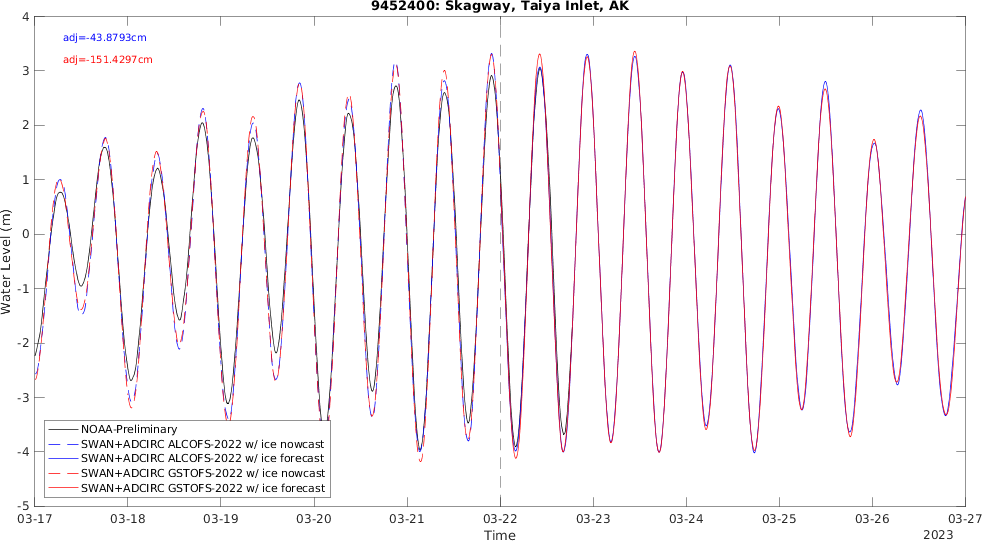 9452400: Skagway, Taiya Inlet, AK
4
3
2
1
0
-1
-2
-3
-4
-5
Water Level (m)
adj=-43.8793cm
adj=-151.4297cm
NOAA-Preliminary
SWAN+ADCIRC ALCOFS-2022 w/ ice nowcast
SWAN+ADCIRC ALCOFS-2022 w/ ice forecast
SWAN+ADCIRC GSTOFS-2022 w/ ice nowcast
SWAN+ADCIRC GSTOFS-2022 w/ ice forecast
03-17 03-18 03-19 03-20 03-21 03-22 03-23 03-24 03-25 03-26 03-27
Time
2023